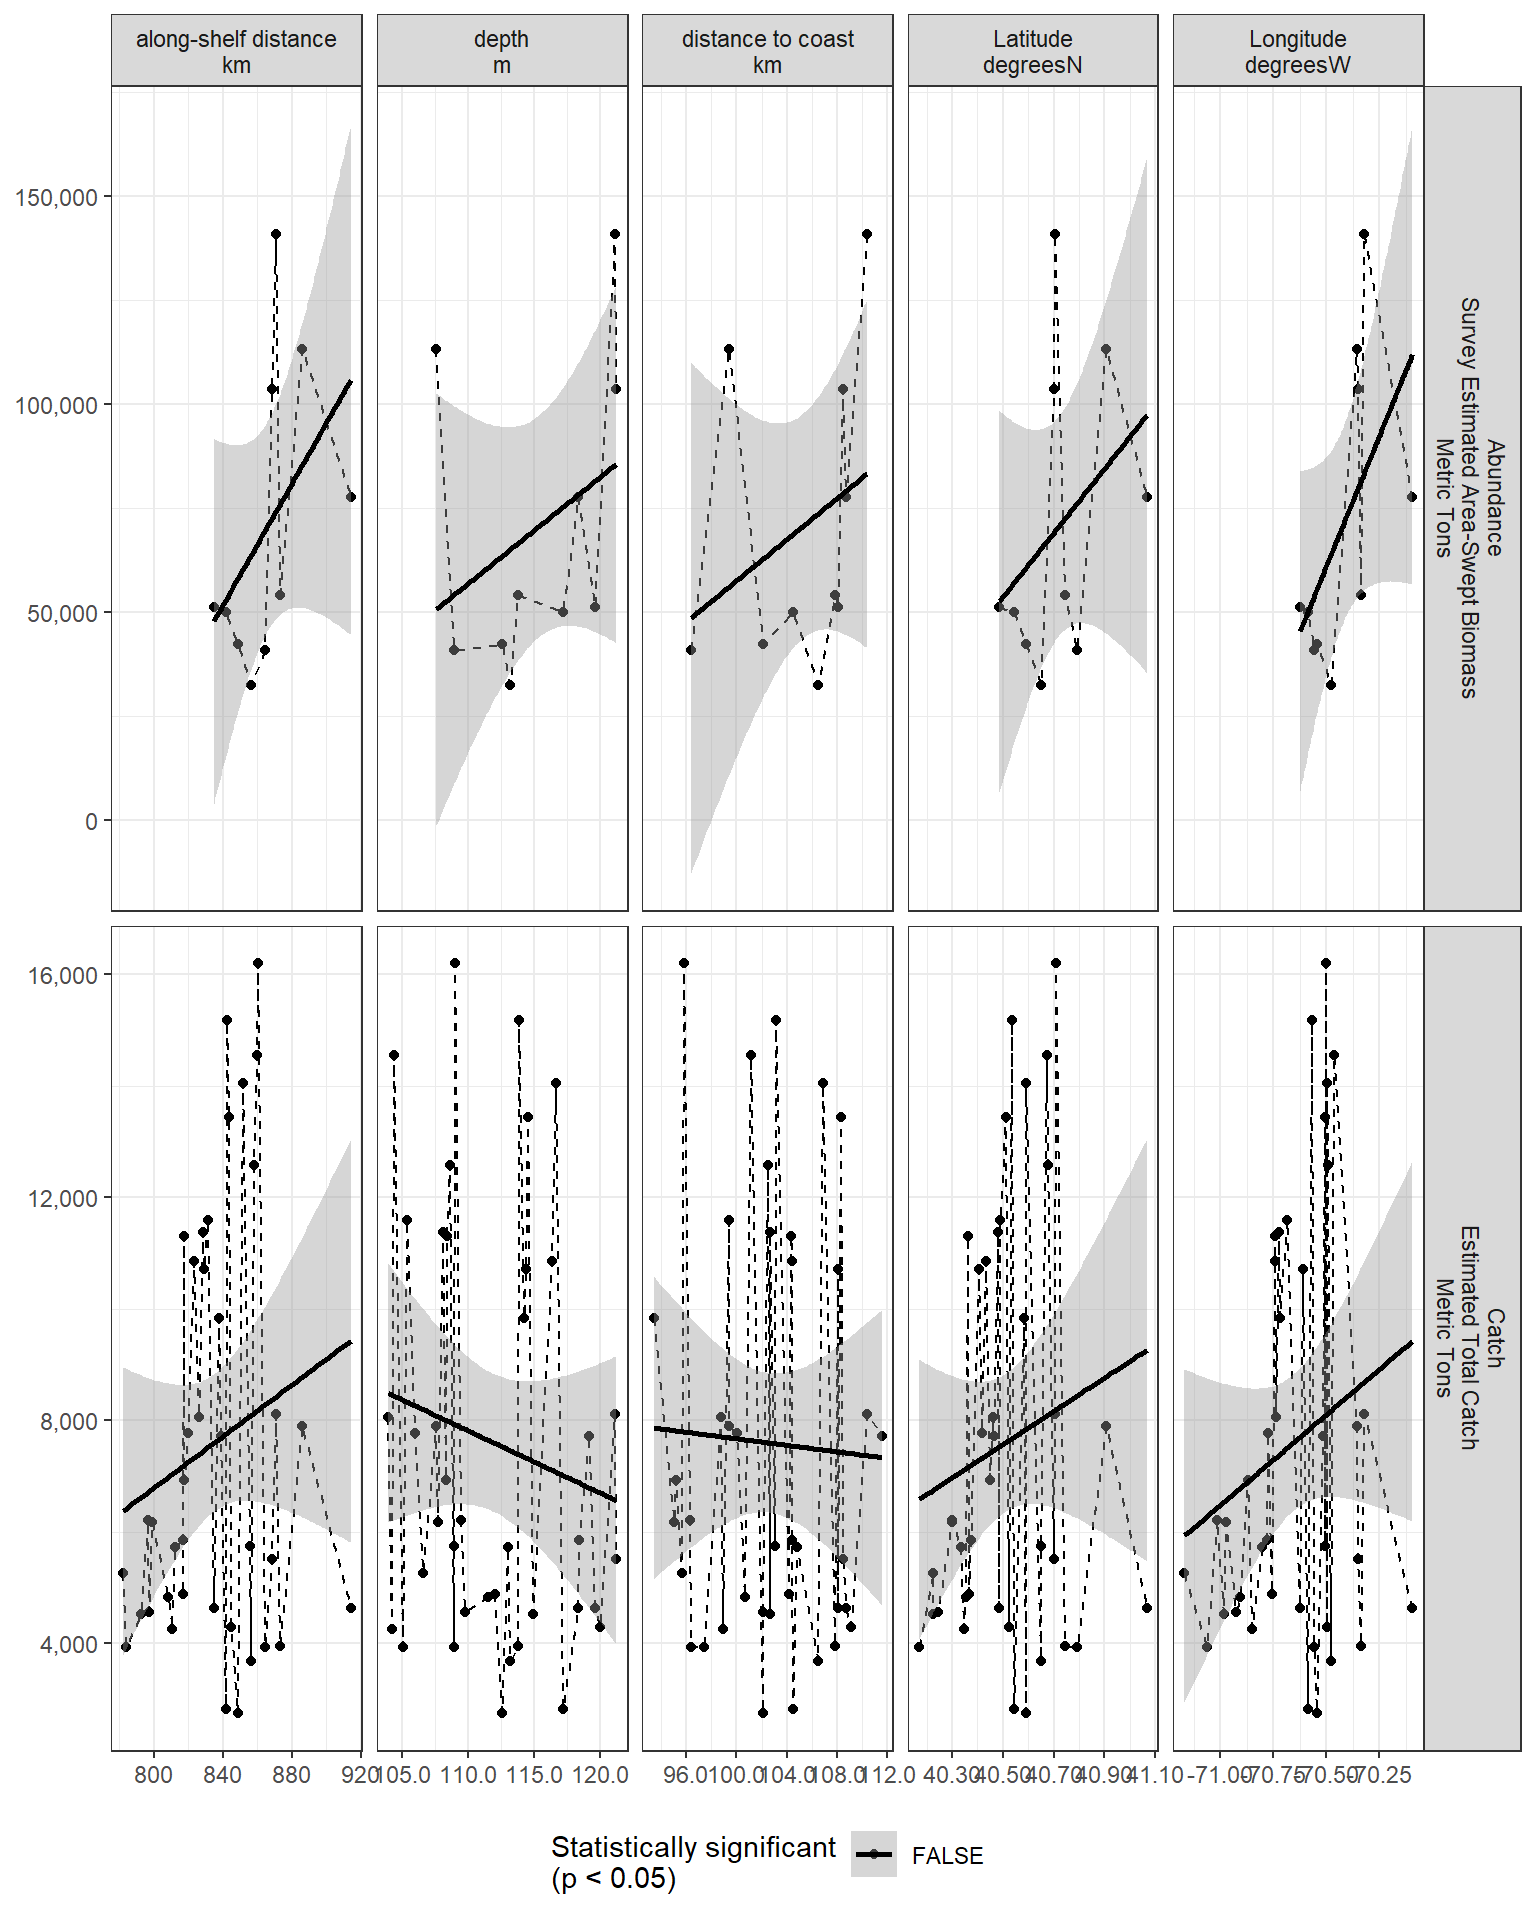 along-shelf distance
km
depth
m
distance to coast
km
Latitude
degreesN
Longitude
degreesW
150,000
100,000
50,000
0
Abundance
Survey Estimated Area-Swept Biomass
Metric Tons
16,000
12,000
8,000
4,000
Catch
Estimated Total Catch
Metric Tons
800 840 880 920
105.0 110.0 115.0 120.0
96.0 100.0 104.0 108.0 112.0
40.30 40.50 40.70 40.90 41.10
-71.00 -70.75 -70.50 -70.25
Statistically significant
(p < 0.05)
FALSE